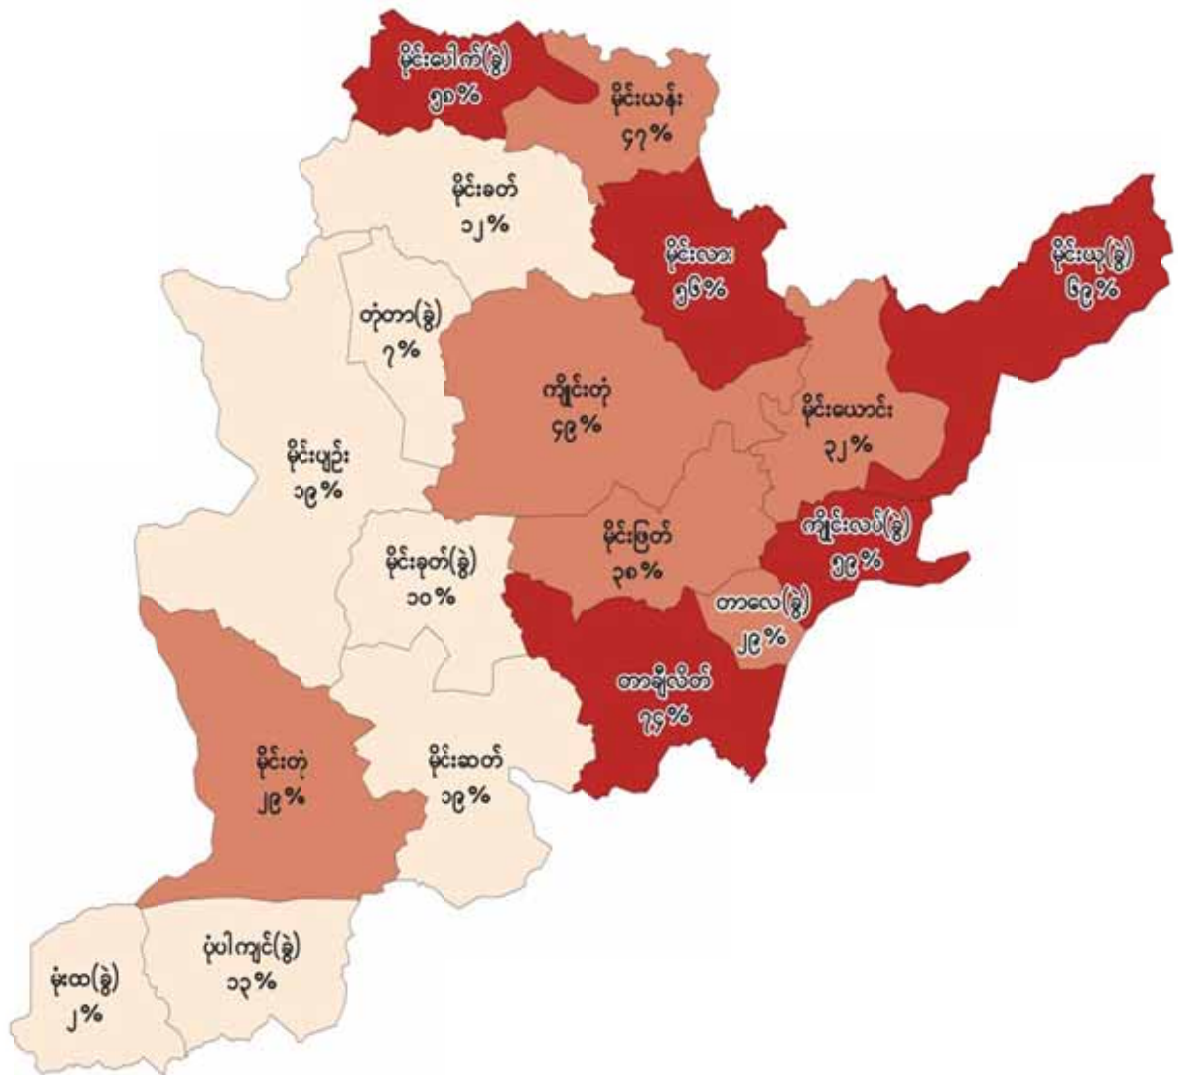 မိုင်းပေါက်(ခွဲ)
၅၈%
မိုင်းယန်း
၄၇%
မိုင်းခတ်
၁၂%
မိုင်းလား
၅၆%
မိုင်းယု(ခွဲ)
၆၉%
တုံတာ(ခွဲ)
၇%
ကျိုင်းတုံ
၄၉%
မိုင်းယောင်း
၃၂%
မိုင်းပျဉ်း
၁၉%
ကျိုင်းလပ်(ခွဲ)
၅၉%
မိုင်းဖြတ်
၃၈%
မိုင်းခုတ်(ခွဲ)
၁၀%
တာလေ(ခွဲ)
၂၉%
တာချီလိတ်
၇၄%
မိုင်းတုံ
၂၉%
မိုင်းဆတ်
၁၉%
ပုံပါကျင်(ခွဲ)
၁၃%
မုံးထ(ခွဲ)
၂%